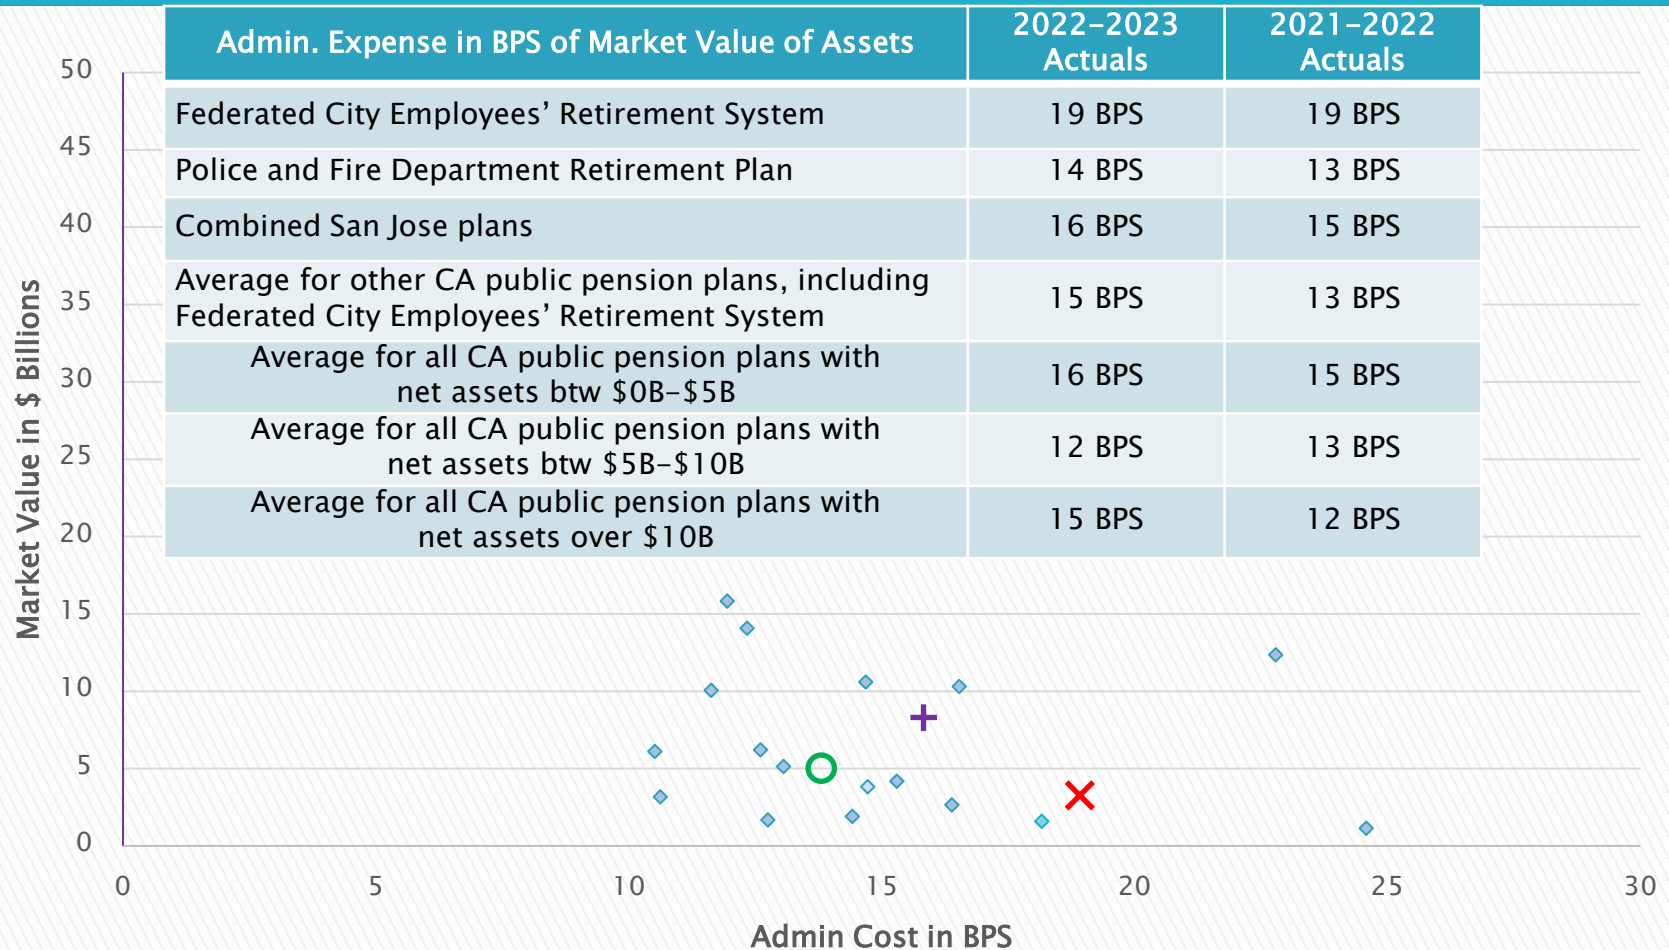 Admin. Expense in BPS of Market Value of Assets
2022-2023
Actuals
2021-2022
Actuals
Federated City Employees’ Retirement System
19 BPS
19 BPS
Police and Fire Department Retirement Plan
14 BPS
13 BPS
Combined San Jose plans
16 BPS
15 BPS
Average for other CA public pension plans, including
Federated City Employees’ Retirement System
15 BPS
13 BPS
Average for all CA public pension plans with
net assets btw $0B-$5B
16 BPS
15 BPS
Average for all CA public pension plans with
net assets btw $5B-$10B
12 BPS
13 BPS
Average for all CA public pension plans with
net assets over $10B
15 BPS
12 BPS
Market Value in $ Billions
50
45
40
35
30
25
20
15
10
5
0
0
5
10
15
20
25
30
Admin Cost in BPS